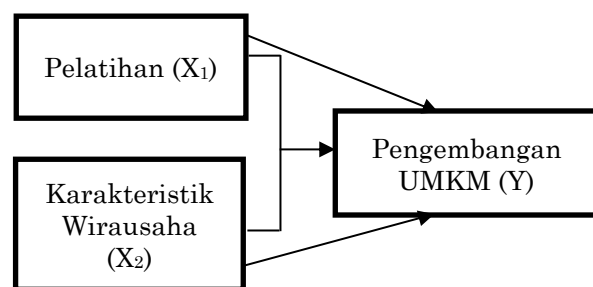 Pelatihan (X₁)
Karakteristik
Wirausaha
(X₂)
Pengembangan
UMKM (Y)